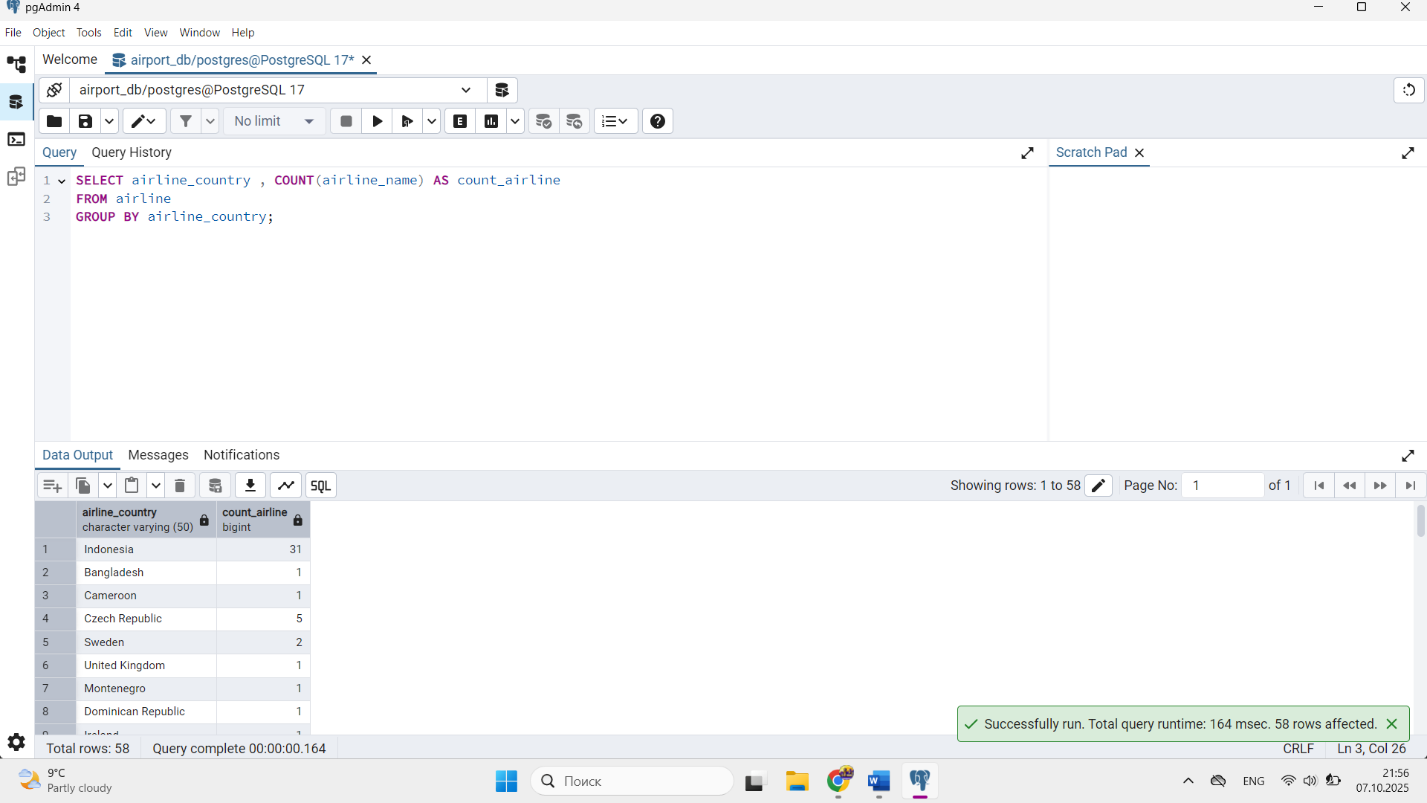 pgAdmin 4
File Object Tools Edit View Window Help
Welcome airport_db/postgres@PostgreSQL 17*
airport_db/postgres@PostgreSQL 17
No limit
Query Query History
Scratch Pad
1 SELECT airline_country , COUNT(airline_name) AS count_airline
2 FROM airline
3 GROUP BY airline_country;
Data Output Messages Notifications
SQL Showing rows: 1 to 58 Page No: 1 of 1
airline_country count_airline
character varying (50) bigint
1 Indonesia 31
2 Bangladesh 1
3 Cameroon 1
4 Czech Republic 5
5 Sweden 2
6 United Kingdom 1
7 Montenegro 1
8 Dominican Republic 1
9 Ireland 1
Successfully run. Total query runtime: 164 msec. 58 rows affected.
Total rows: 58 Query complete 00:00:00.164 CRLF Ln 3, Col 26
9°C
Partly cloudy
Поиск
ENG
21:56
07.10.2025